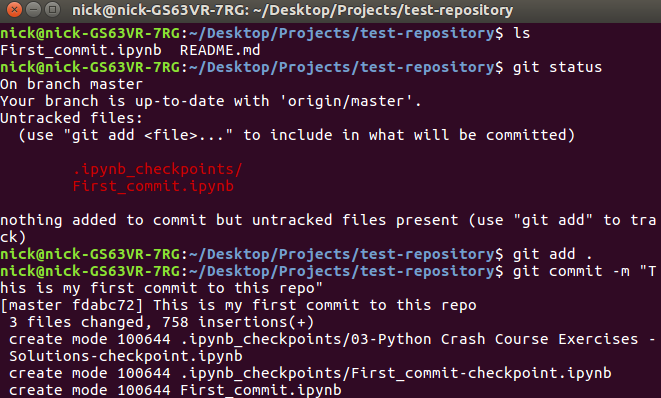 nick@nick-GS63VR-7RG: ~/Desktop/Projects/test-repository
nick@nick-GS63VR-7RG:~/Desktop/Projects/test-repository$ ls
First_commit.ipynb  README.md
nick@nick-GS63VR-7RG:~/Desktop/Projects/test-repository$ git status
On branch master
Your branch is up-to-date with 'origin/master'.
Untracked files:
  (use "git add <file>..." to include in what will be committed)
        .ipynb_checkpoints/
        First_commit.ipynb
nothing added to commit but untracked files present (use "git add" to tra
ck)
nick@nick-GS63VR-7RG:~/Desktop/Projects/test-repository$ git add .
nick@nick-GS63VR-7RG:~/Desktop/Projects/test-repository$ git commit -m "T
his is my first commit to this repo"
[master fdabc72] This is my first commit to this repo
 3 files changed, 758 insertions(+)
 create mode 100644 .ipynb_checkpoints/03-Python Crash Course Exercises -
 Solutions-checkpoint.ipynb
 create mode 100644 .ipynb_checkpoints/First_commit-checkpoint.ipynb
 create mode 100644 First_commit.ipynb